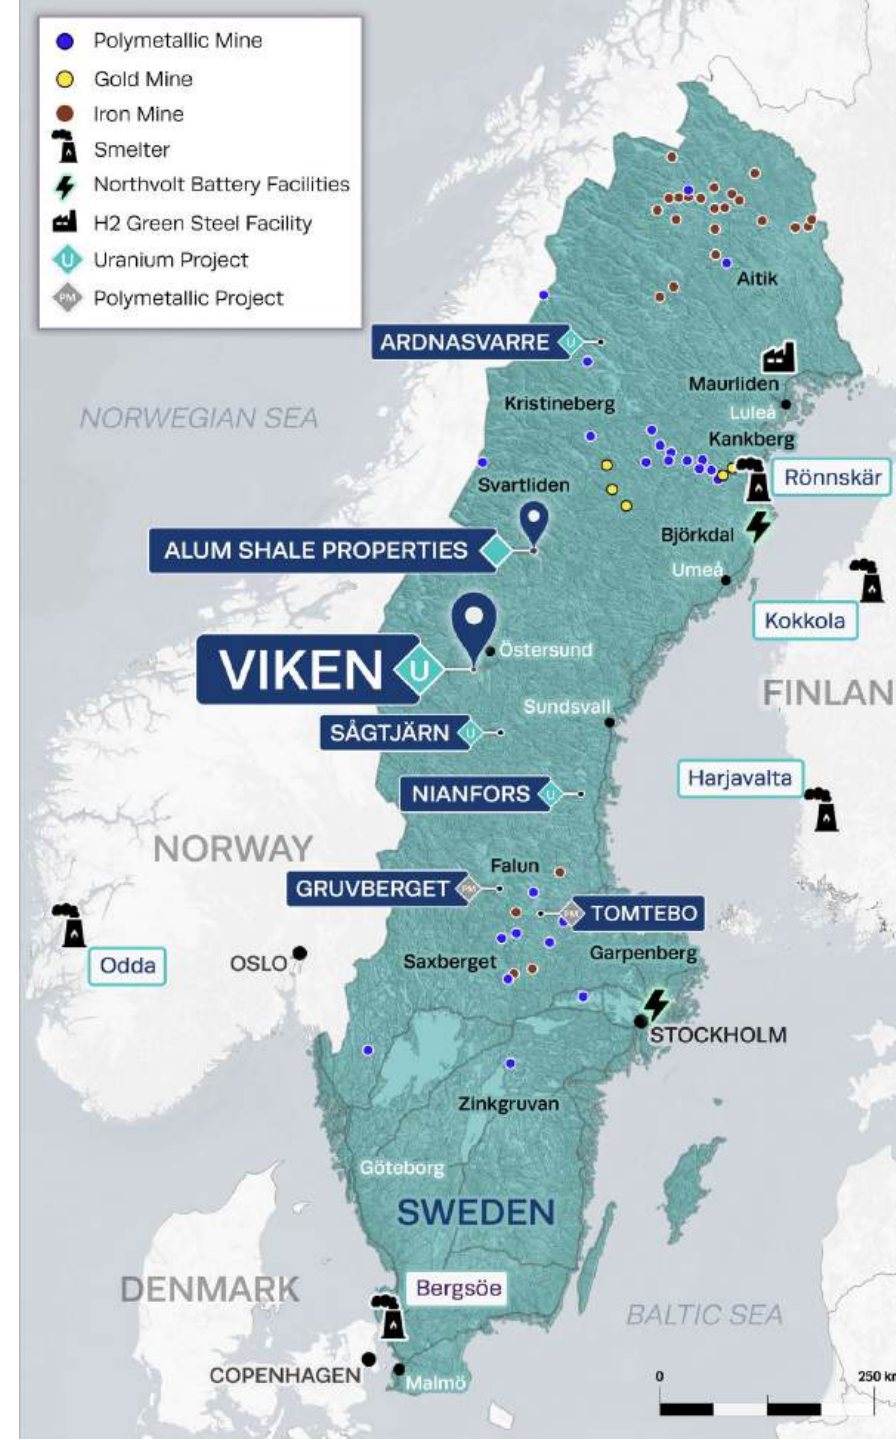 Polymetallic Mine
Gold Mine
Iron Mine
Smelter
Northvolt Battery Facilities
H2 Green Steel Facility
U Uranium Project
PM Polymetallic Project
Aitik
ARDNASVARRE U
Maurliden
Luleå
Kristineberg
NORWEGIAN SEA
Kankberg
Rönnskär
Svartliden
Björkdal
ALUM SHALE PROPERTIES
Umeå
Kokkola
VIKEN U
Östersund
FINLAN
Sundsvall
SÅGTJÄRN U
Harjavalta
NIANFORS U
NORWAY
Falun
GRUVBERGET PM
PM TOMTEBO
Garpenberg
Saxberget
OSLO
Odda
STOCKHOLM
Zinkgruvan
Göteborg
SWEDEN
Bergsöe
DENMARK
BALTIC SEA
COPENHAGEN
Malmö
0 250 km